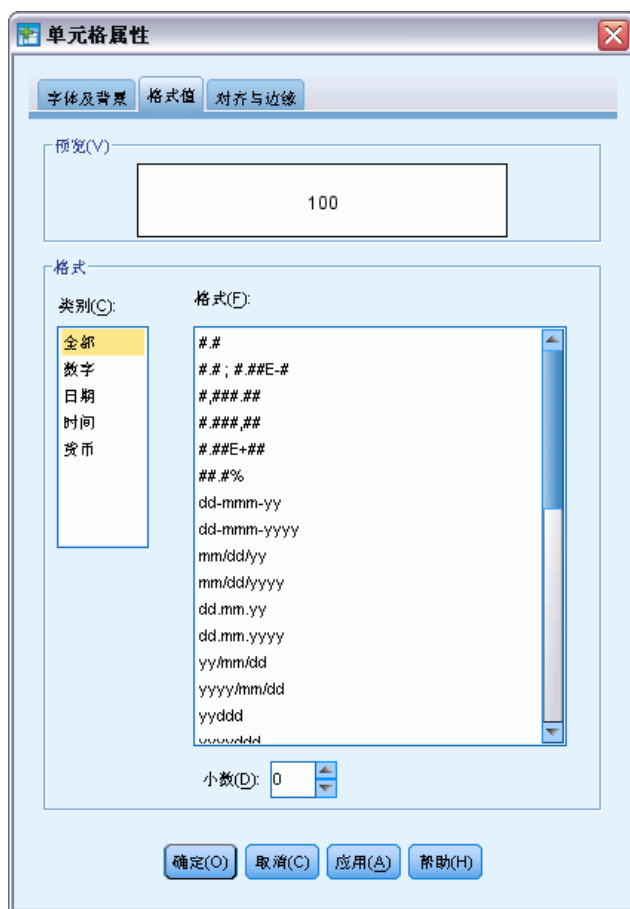 单元格属性
字体及背景 格式值 对齐与边缘
预览(V)
100
格式
类别(C):
全部
数字
日期
时间
货币
格式(F):
#.#
#.# ; #.##E-#
#,###.##
#.###,##
#.##E+##
##.#%
dd-mmm-yy
dd-mmm-yyyy
mm/dd/yy
mm/dd/yyyy
dd.mm.yy
dd.mm.yyyy
yy/mm/dd
yyyy/mm/dd
yyddd
yyyyddd
小数(D): 0
确定(O) 取消(C) 应用(A) 帮助(H)